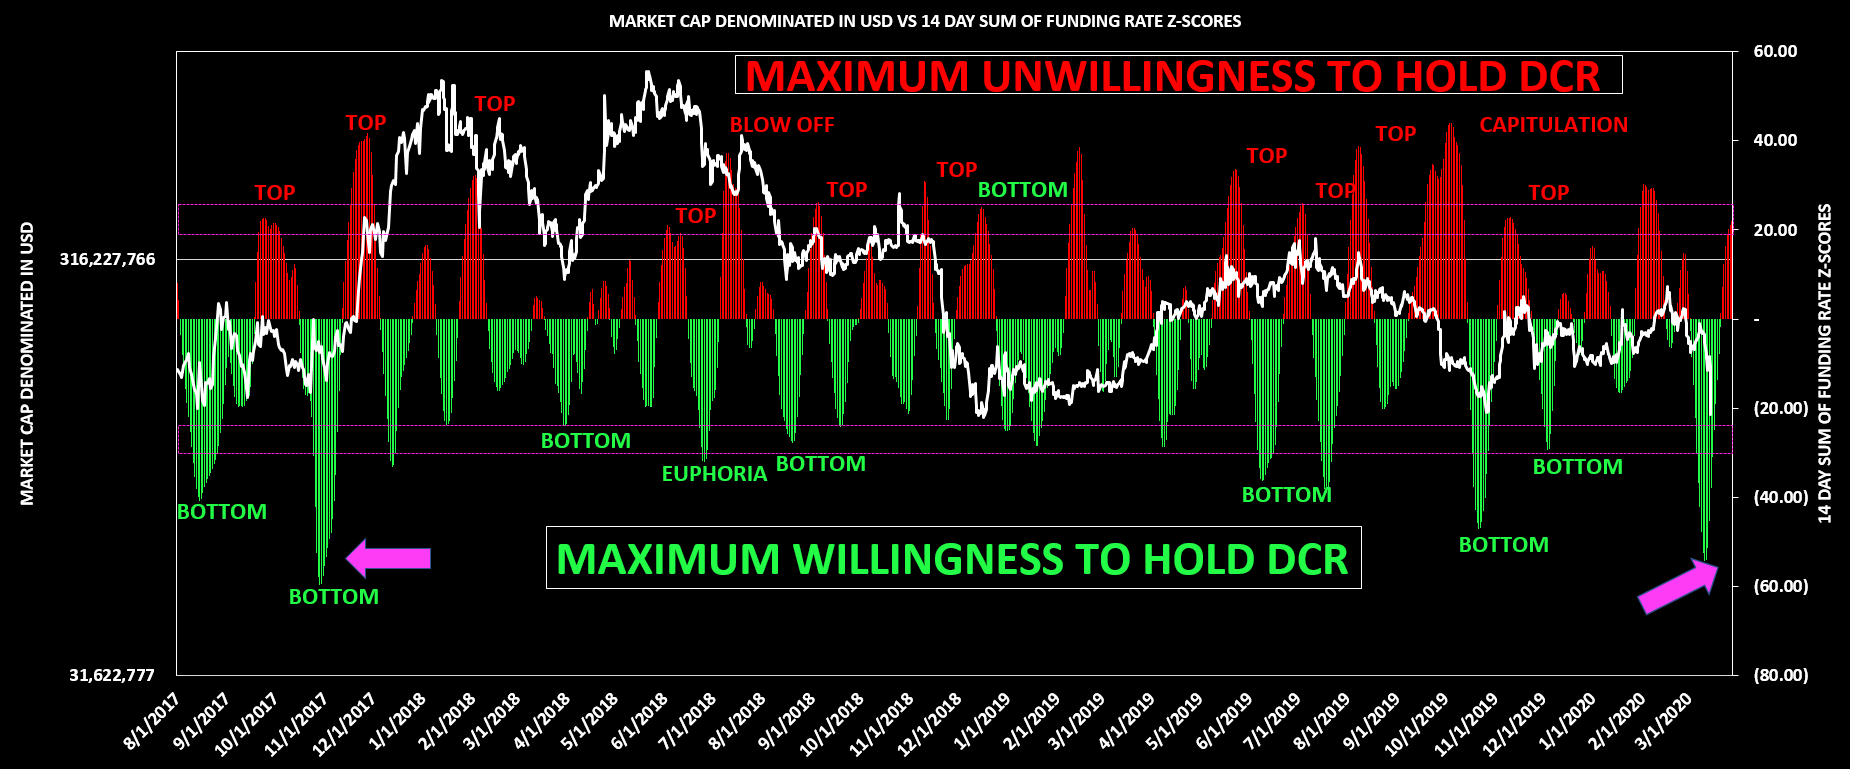 MARKET CAP DENOMINATED IN USD VS 14 DAY SUM OF FUNDING RATE Z-SCORES
60.00
MAXIMUM UNWILLINGNESS TO HOLD DCR
TOP
TOP
BLOW OFF
TOP
CAPITULATION
40.00
TOP
TOP
TOP
TOP
BOTTOM
TOP
TOP
TOP
TOP
20.00
316,227,766
-
MARKET CAP DENOMINATED IN USD
14 DAY SUM OF FUNDING RATE Z-SCORES
(20.00)
BOTTOM
EUPHORIA
BOTTOM
BOTTOM
BOTTOM
(40.00)
BOTTOM
BOTTOM
MAXIMUM WILLINGNESS TO HOLD DCR
BOTTOM
(60.00)
31,622,777
(80.00)
8/1/2017
9/1/2017
10/1/2017
11/1/2017
12/1/2017
1/1/2018
2/1/2018
3/1/2018
4/1/2018
5/1/2018
6/1/2018
7/1/2018
8/1/2018
9/1/2018
10/1/2018
11/1/2018
12/1/2018
1/1/2019
2/1/2019
3/1/2019
4/1/2019
5/1/2019
6/1/2019
7/1/2019
8/1/2019
9/1/2019
10/1/2019
11/1/2019
12/1/2019
1/1/2020
2/1/2020
3/1/2020